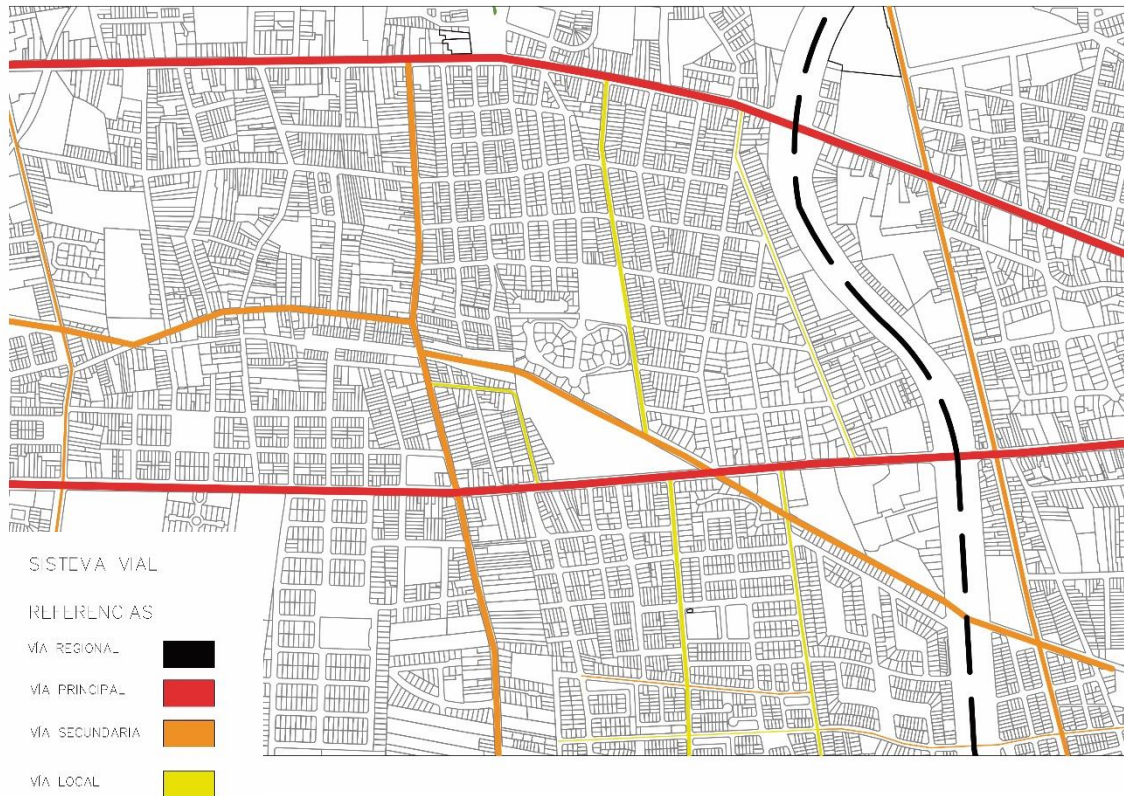 SISTEVA VIAL
REFERENCIAS
VÍA REGIONAL
VÍA PRINCIPAL
VÍA SECUNDARIA
VÍA LOCAL